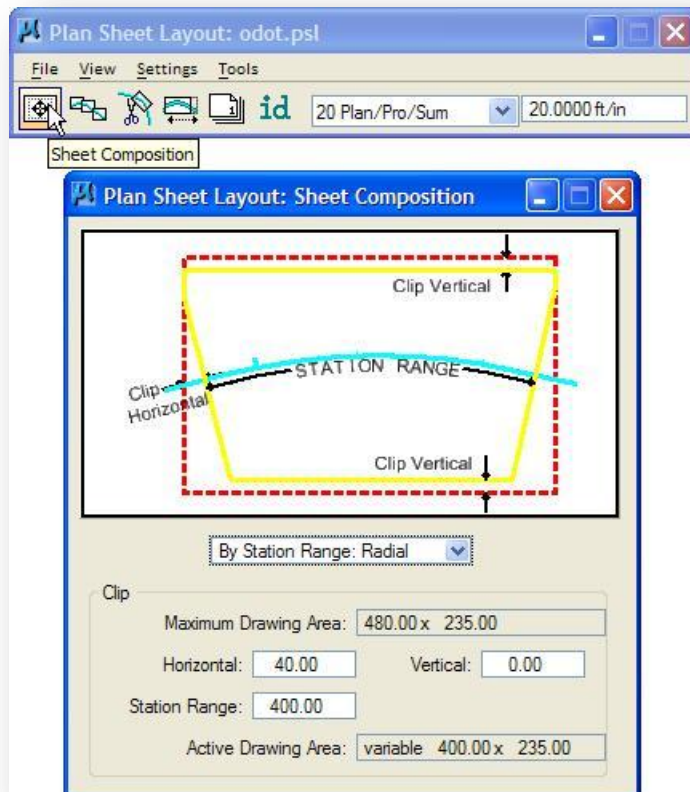 Plan Sheet Layout: odot.psl
File View Settings Tools
1 id 20 Plan/Pro/Sum 20.0000 ft/in
Sheet Composition
Plan Sheet Layout: Sheet Composition
Clip Vertical
STATION RANGE
Clip
Horizontal
Clip Vertical
By Station Range: Radial
Clip
Maximum Drawing Area: 480.00 x 235.00
Horizontal: 40.00 Vertical: 0.00
Station Range: 400.00
Active Drawing Area: variable 400.00 x 235.00